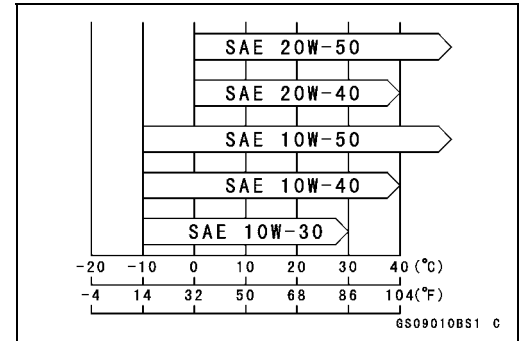 SAE 20W-50
SAE 20W-40
SAE 10W-50
SAE 10W-40
SAE 10W-30
-20 -10 0 10 20 30 40 (°C)
-4 14 32 50 68 86 104(°F)
GS09010BS1 C